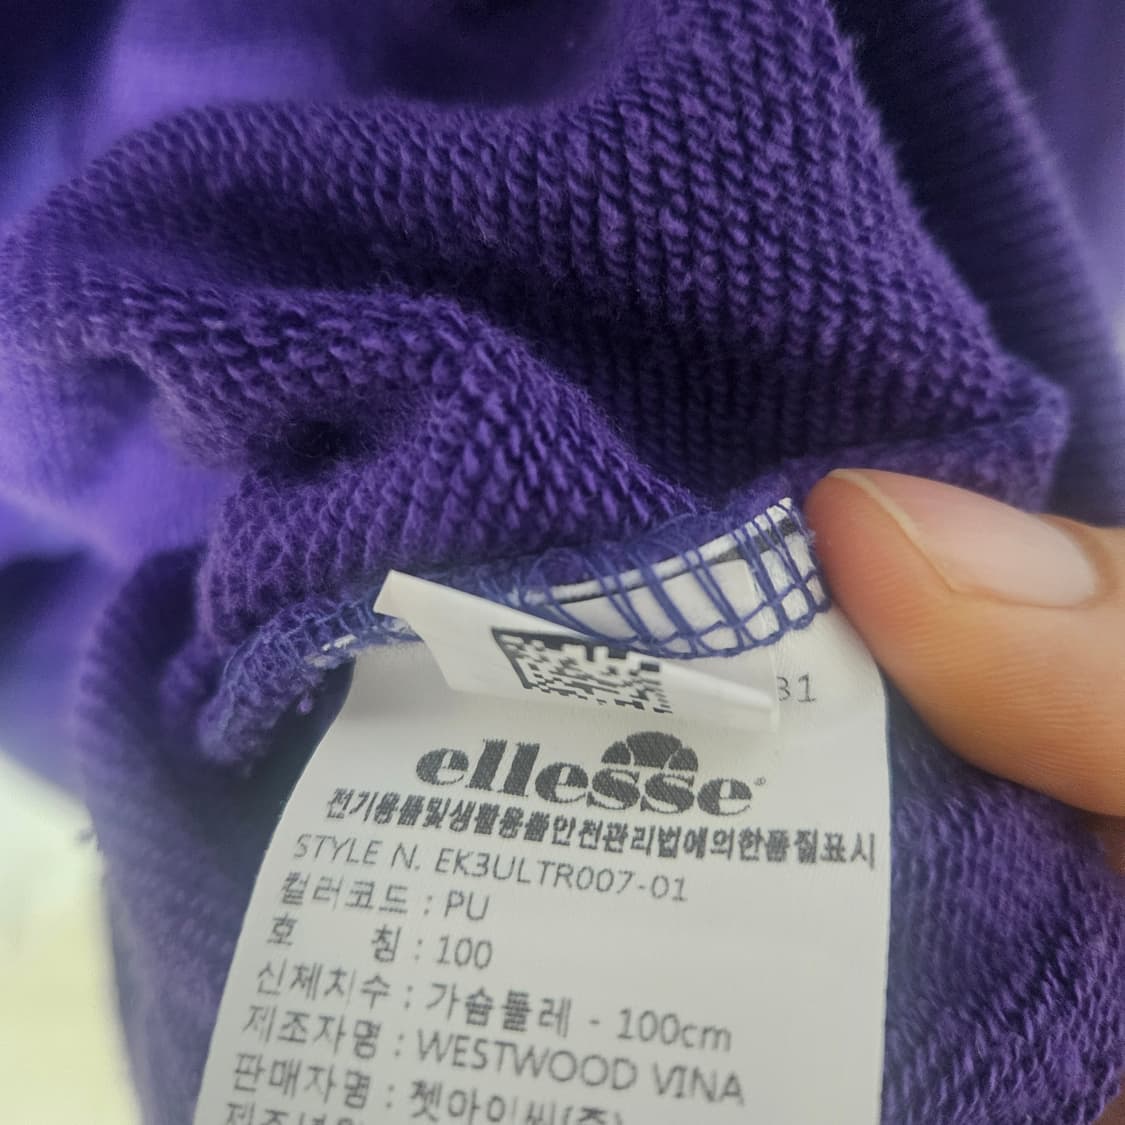 31
ellesse
전기용품및생활용품안전관리법에의한품질표시
STYLE N. EK3ULTR007-01
컬러코드 : PU
호 칭 : 100
신체치수 : 가슴둘레 - 100cm
제조자명 : WESTWOOD VINA
판매자명 : 젯아이씨(주)